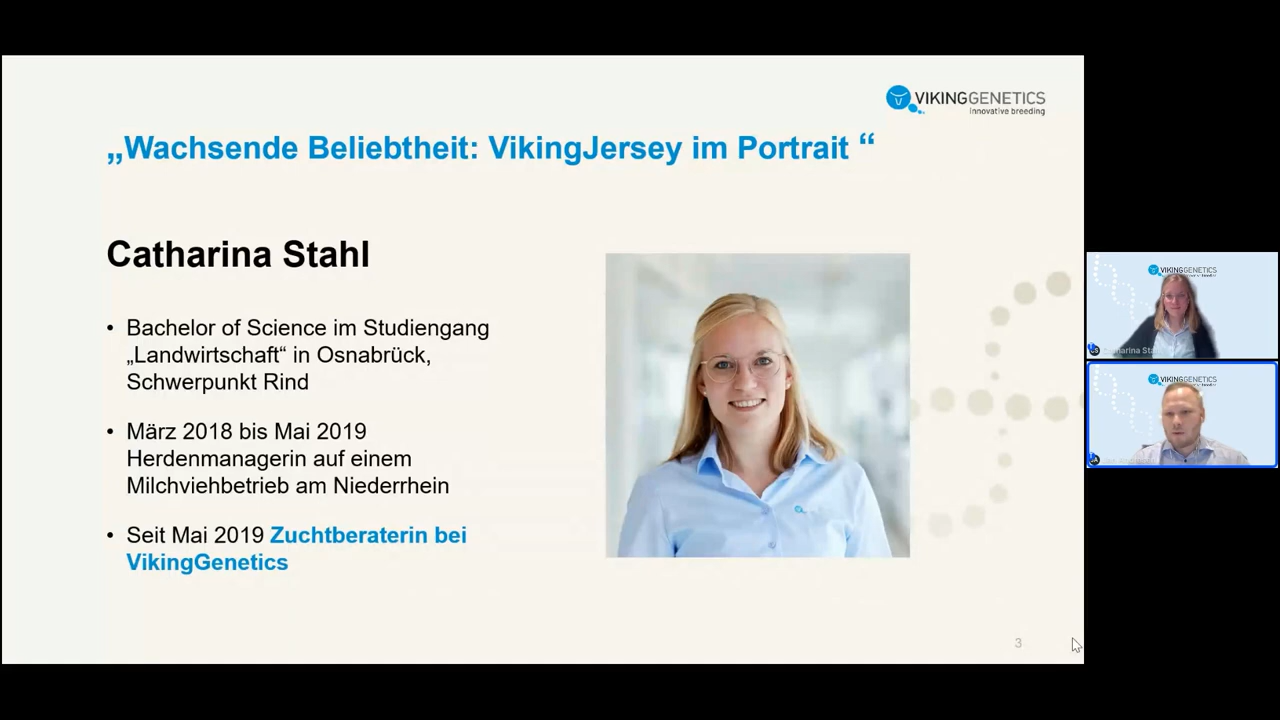 VIKINGGENETICS
innovative breeding
„Wachsende Beliebtheit: VikingJersey im Portrait “
Catharina Stahl
• Bachelor of Science im Studiengang
„Landwirtschaft“ in Osnabrück,
Schwerpunkt Rind
• März 2018 bis Mai 2019
Herdenmanagerin auf einem
Milchviehbetrieb am Niederrhein
• Seit Mai 2019 Zuchtberaterin bei
VikingGenetics
3
VIKINGGENETICS
Catharina Stahl
VIKINGGENETICS